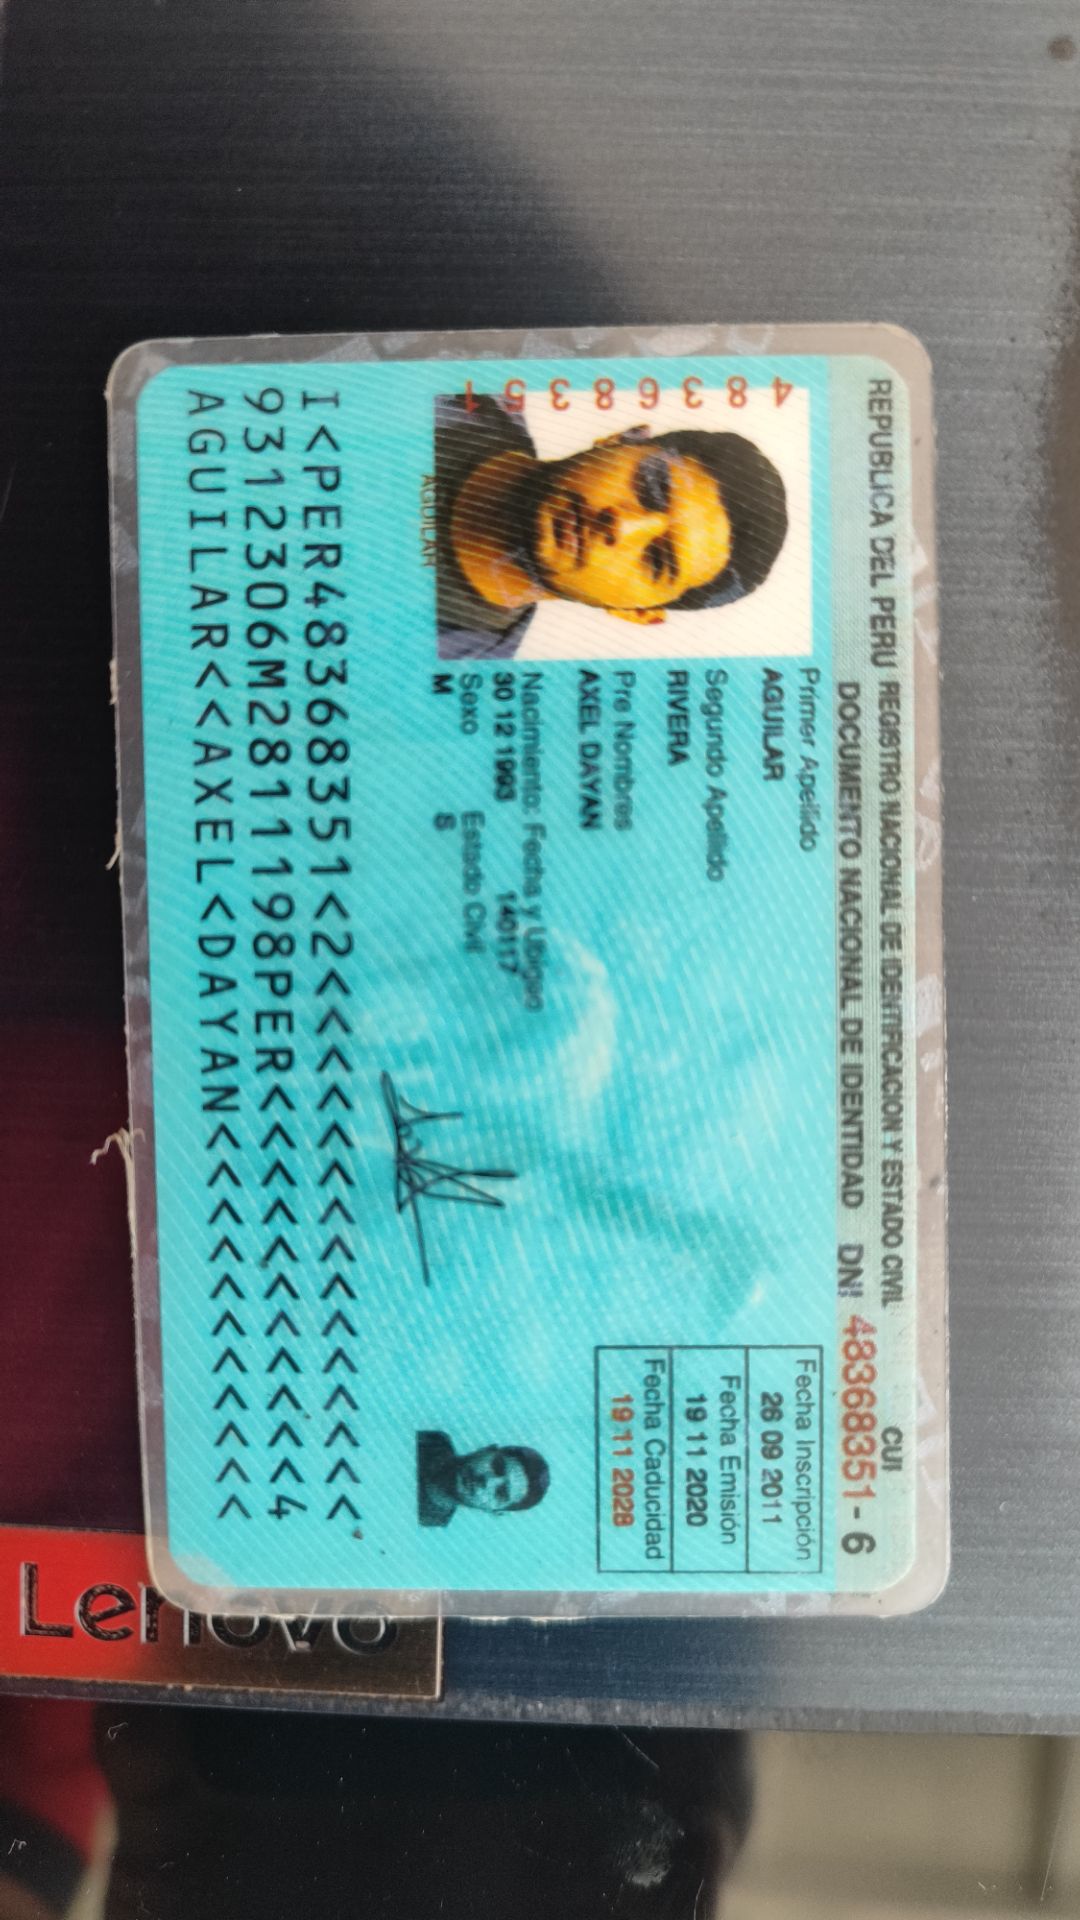 REPUBLICA DEL PERU REGISTRO NACIONAL DE IDENTIFICACION Y ESTADO CIVIL
CUI
DOCUMENTO NACIONAL DE IDENTIDAD DNI 48368351 - 6
48368351
AGUILAR
Primer Apellido
AGUILAR
Segundo Apellido
RIVERA
Pre Nombres
AXEL DAYAN
Nacimiento: Fecha y Ubigeo
30 12 1993 140117
Sexo Estado Civil
M S
Fecha Inscripción
26 09 2011
Fecha Emisión
19 11 2020
Fecha Caducidad
19 11 2028
I<PER48368351<2<<<<<<<<<<<<<<<
9312306M2811198PER<<<<<<<<<<<4
AGUILAR<<AXEL<DAYAN<<<<<<<<<<<
Lenovo